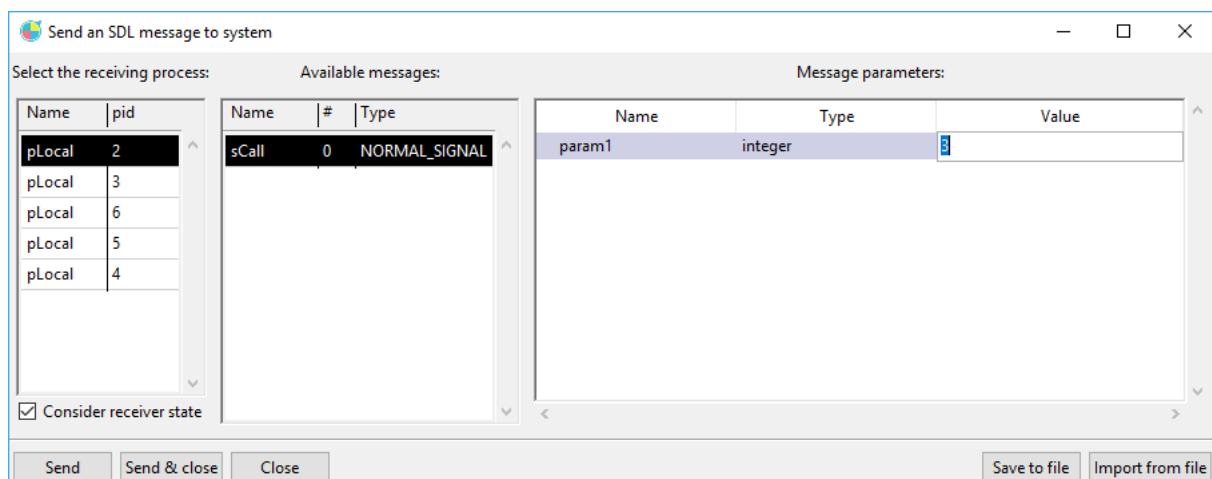 Send an SDL message to system
Select the receiving process: Available messages: Message parameters:
Name pid Name # Type Name Type Value
pLocal 2 sCall 0 NORMAL_SIGNAL param1 integer 3
pLocal 3
pLocal 6
pLocal 5
pLocal 4
Consider receiver state
Send Send & close Close Save to file Import from file